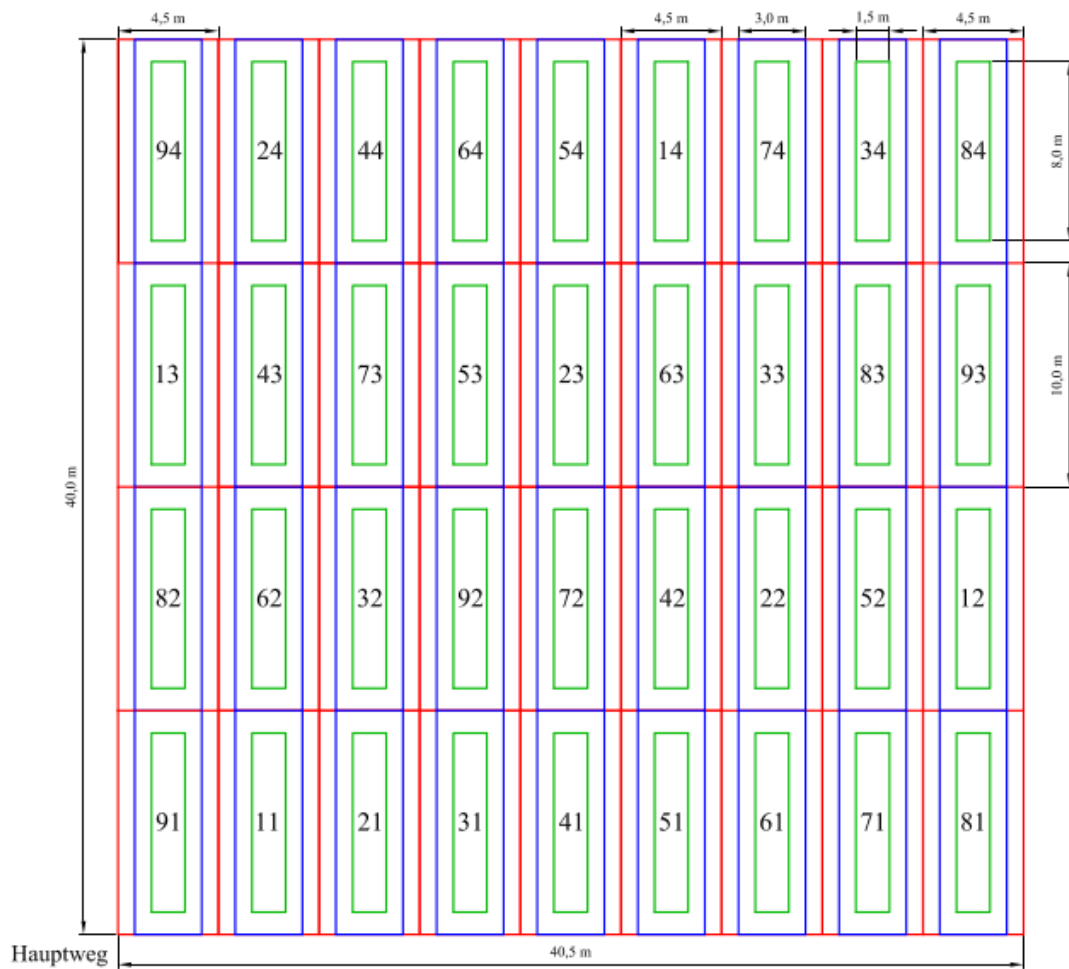 4,5 m 4,5 m 3,0 m 1,5 m 4,5 m
94 24 44 64 54 14 74 34 84
8,0 m
13 43 73 53 23 63 33 83 93
10,0 m
40,0 m
82 62 32 92 72 42 22 52 12
91 11 21 31 41 51 61 71 81
Hauptweg
40,5 m